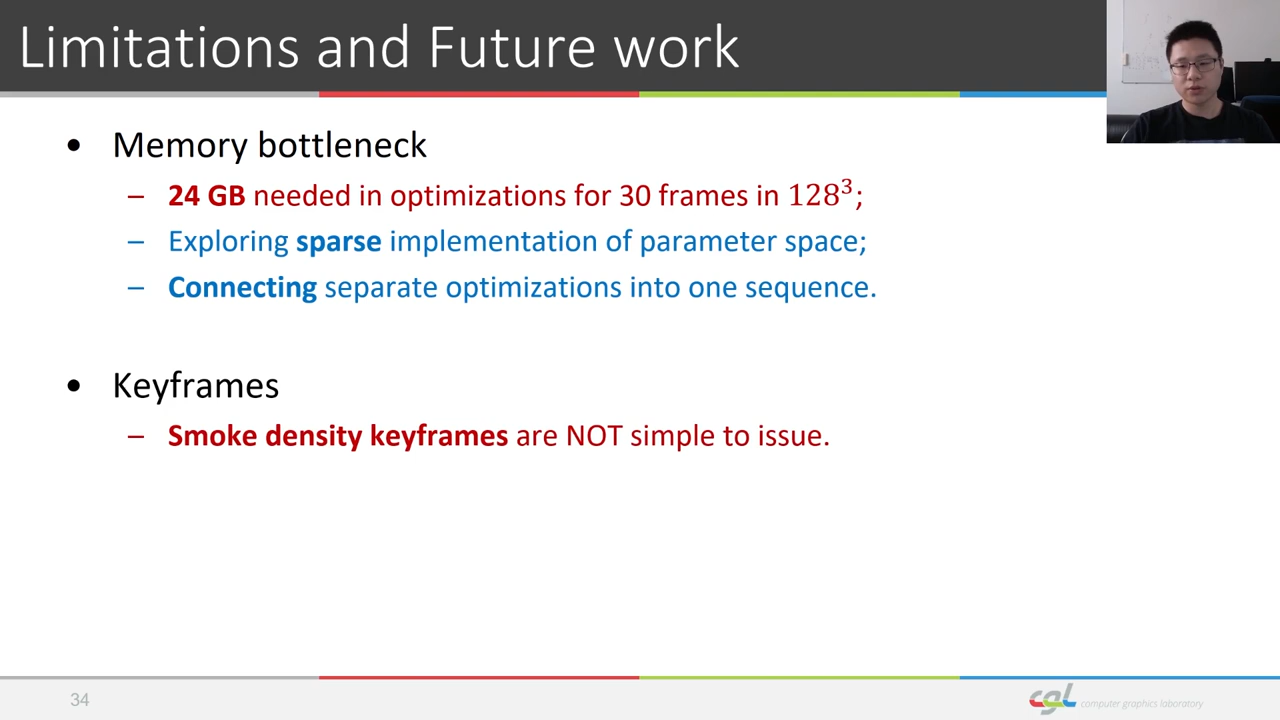 Limitations and Future work
• Memory bottleneck
– 24 GB needed in optimizations for 30 frames in 128³;
– Exploring sparse implementation of parameter space;
– Connecting separate optimizations into one sequence.
• Keyframes
– Smoke density keyframes are NOT simple to issue.
34
cgl computer graphics laboratory